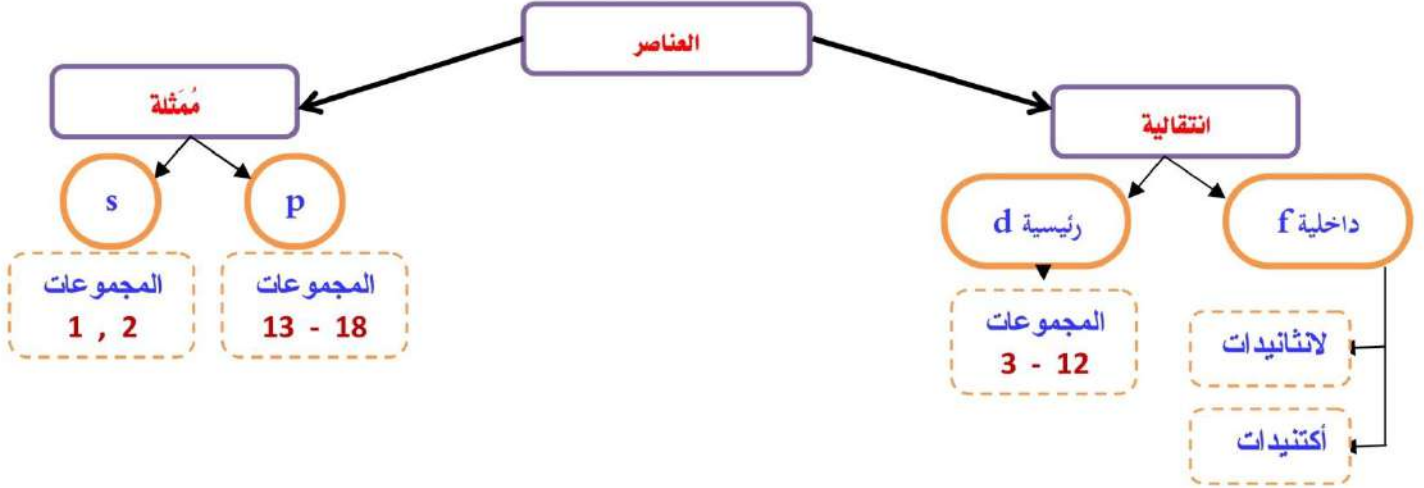 العناصر
مُمَثلة
انتقالية
s
p
رئيسية d
داخلية f
المجموعات
1 , 2
المجموعات
13 - 18
المجموعات
3 - 12
لانثانيدات
أكتنيدات